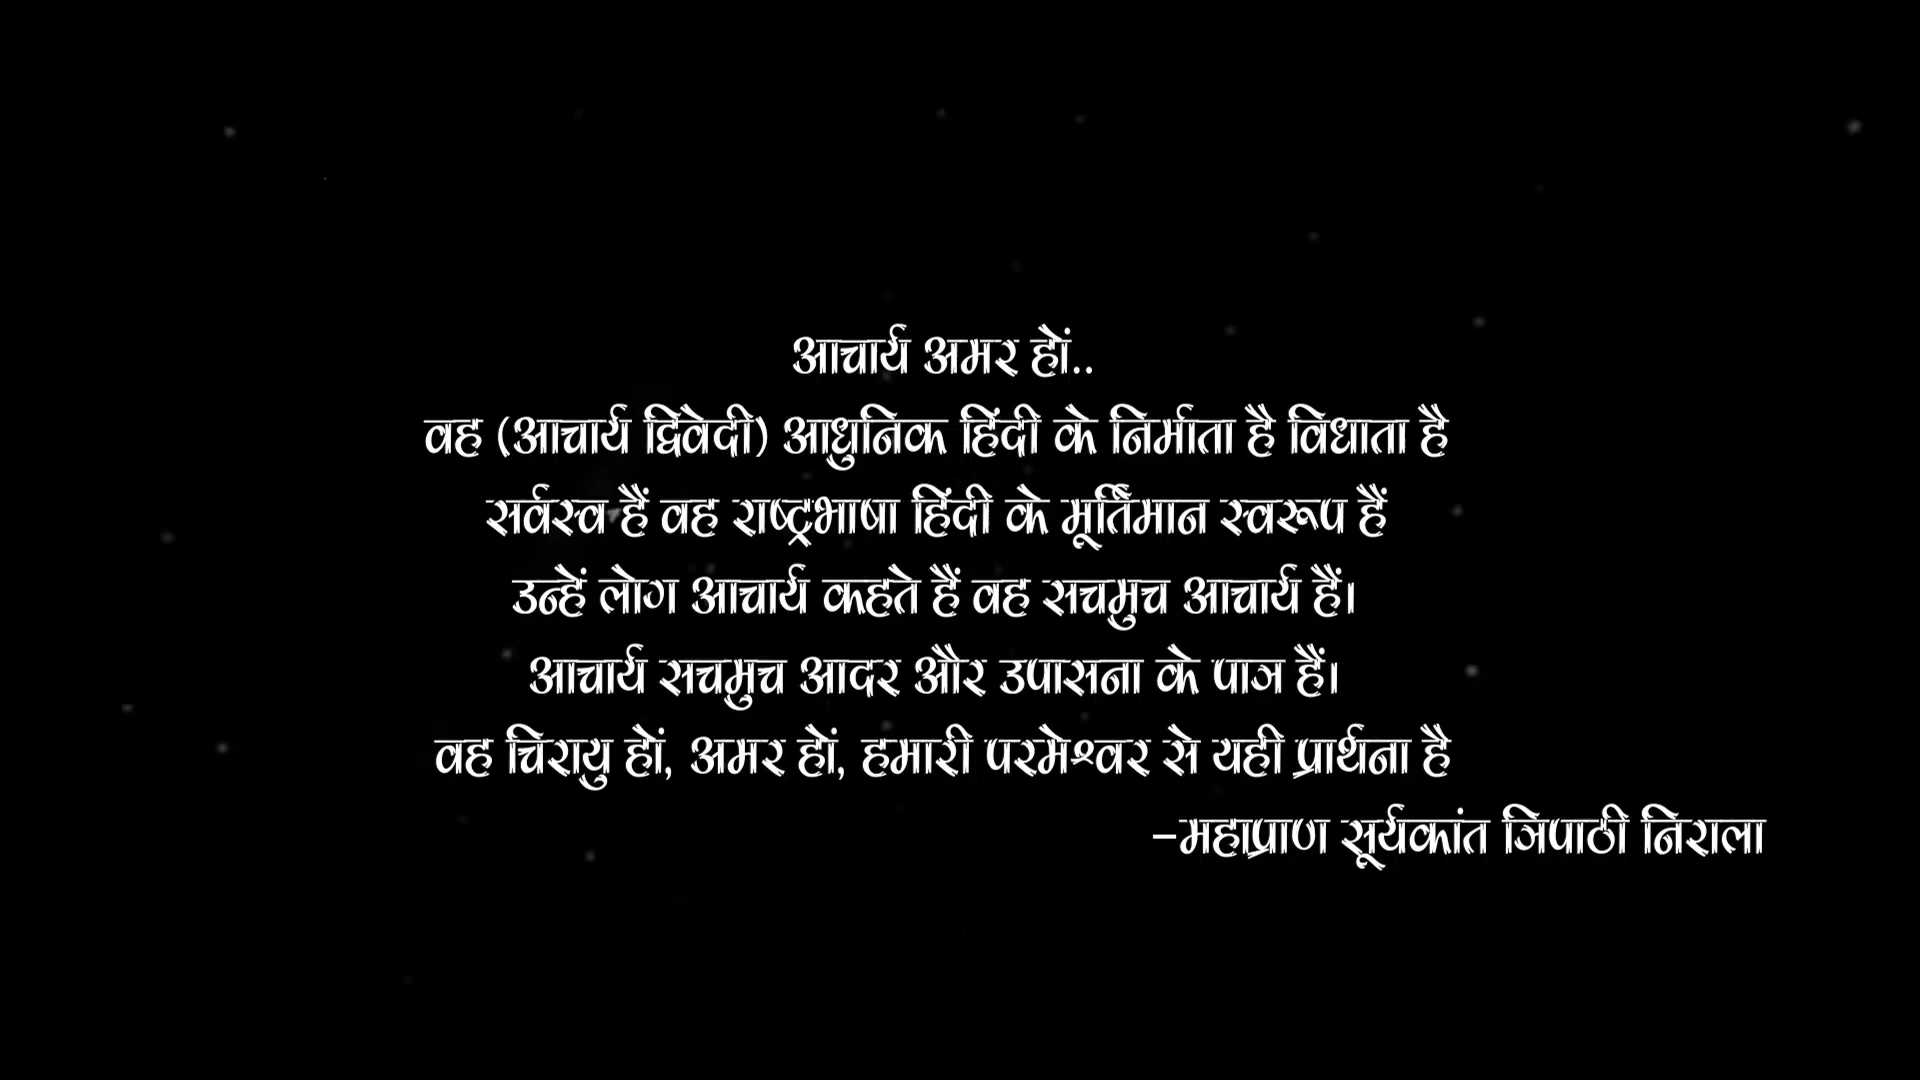 आचार्य अमर हों..
वह (आचार्य द्विवेदी) आधुनिक हिंदी के निर्माता है विधाता है
सर्वस्व हैं वह राष्ट्रभाषा हिंदी के मूर्तिमान स्वरूप हैं
उन्हें लोग आचार्य कहते हैं वह सचमुच आचार्य हैं।
आचार्य सचमुच आदर और उपासना के पात्र हैं।
वह चिरायु हों, अमर हों, हमारी परमेश्वर से यही प्रार्थना है
-महाप्राण सूर्यकांत त्रिपाठी निराला